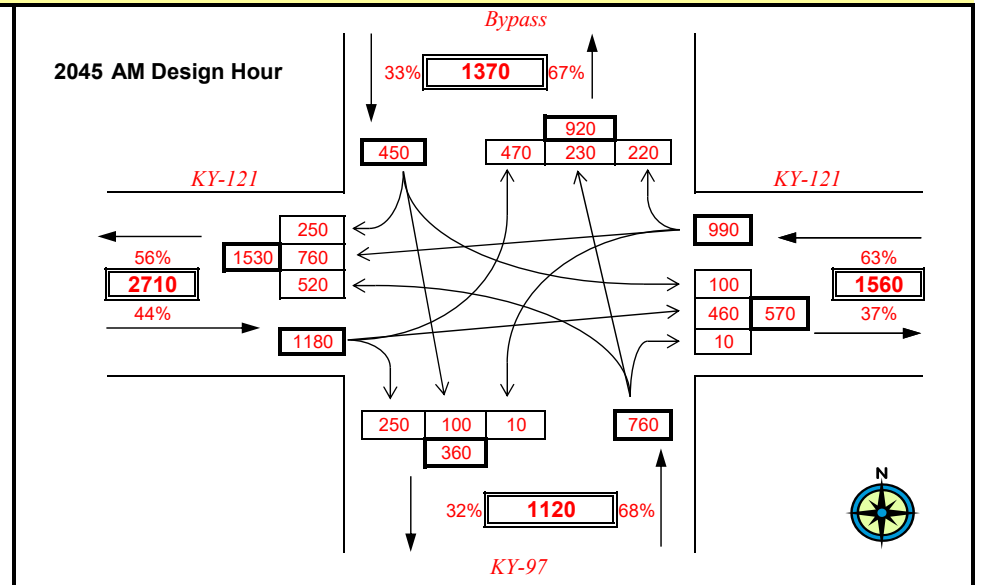 Bypass
2045 AM Design Hour
33% 1370 67%
920
450 470 230 220
KY-121 KY-121
250 990
56% 1530 760 63%
2710 520 100 1560
44% 460 570 37%
1180 10
250 100 10 760
360
N
32% 1120 68%
KY-97